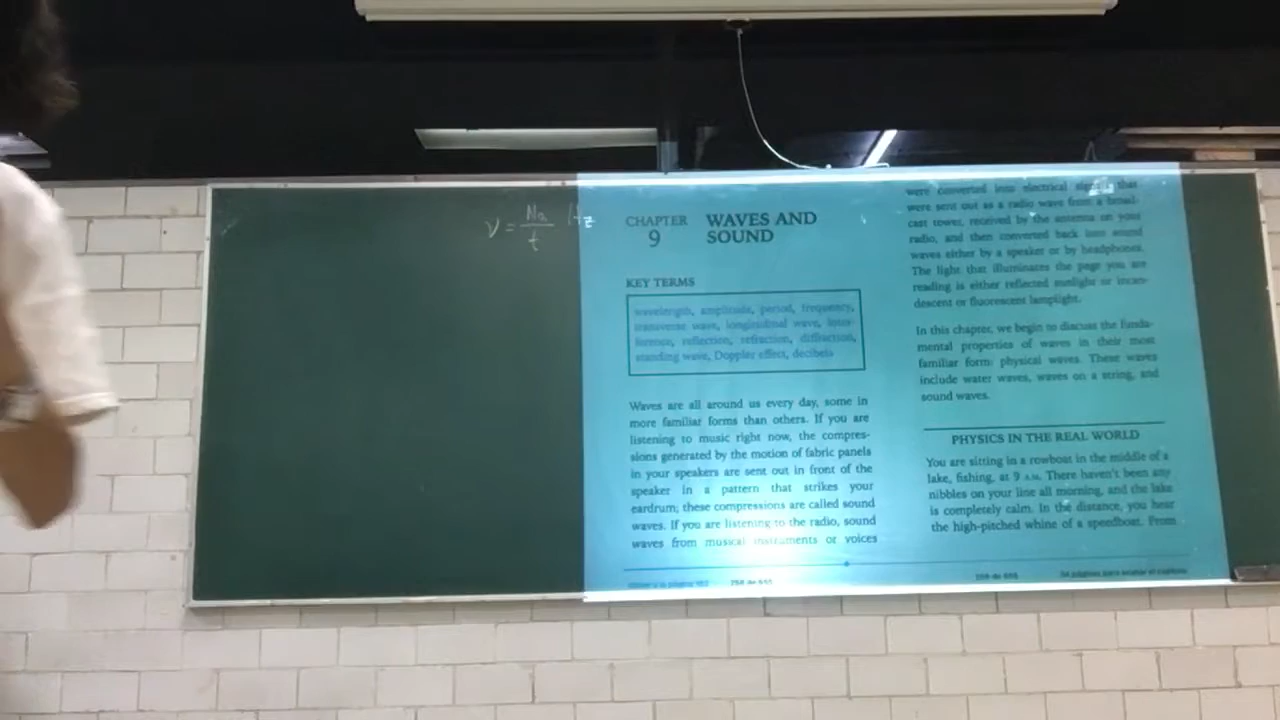 ν = No/t Hz
CHAPTER 9
WAVES AND
SOUND
KEY TERMS
wavelength, amplitude, period, frequency,
transverse wave, longitudinal wave, inter-
ference, reflection, refraction, diffraction,
standing wave, Doppler effect, decibels
Waves are all around us every day, some in
more familiar forms than others. If you are
listening to music right now, the compres-
sions generated by the motion of fabric panels
in your speakers are sent out in front of the
speaker in a pattern that strikes your
eardrum; these compressions are called sound
waves. If you are listening to the radio, sound
waves from musical instruments or voices
were converted into electrical signals that
were sent out as a radio wave from a broad-
cast tower, received by the antenna on your
radio, and then converted back into sound
waves either by a speaker or by headphones.
The light that illuminates the page you are
reading is either reflected sunlight or incan-
descent or fluorescent lamplight.
In this chapter, we begin to discuss the funda-
mental properties of waves in their most
familiar form: physical waves. These waves
include water waves, waves on a string, and
sound waves.
PHYSICS IN THE REAL WORLD
You are sitting in a rowboat in the middle of a
lake, fishing, at 9 A.M. There haven't been any
nibbles on your line all morning, and the lake
is completely calm. In the distance, you hear
the high-pitched whine of a speedboat. From
258 de 655
259 de 655